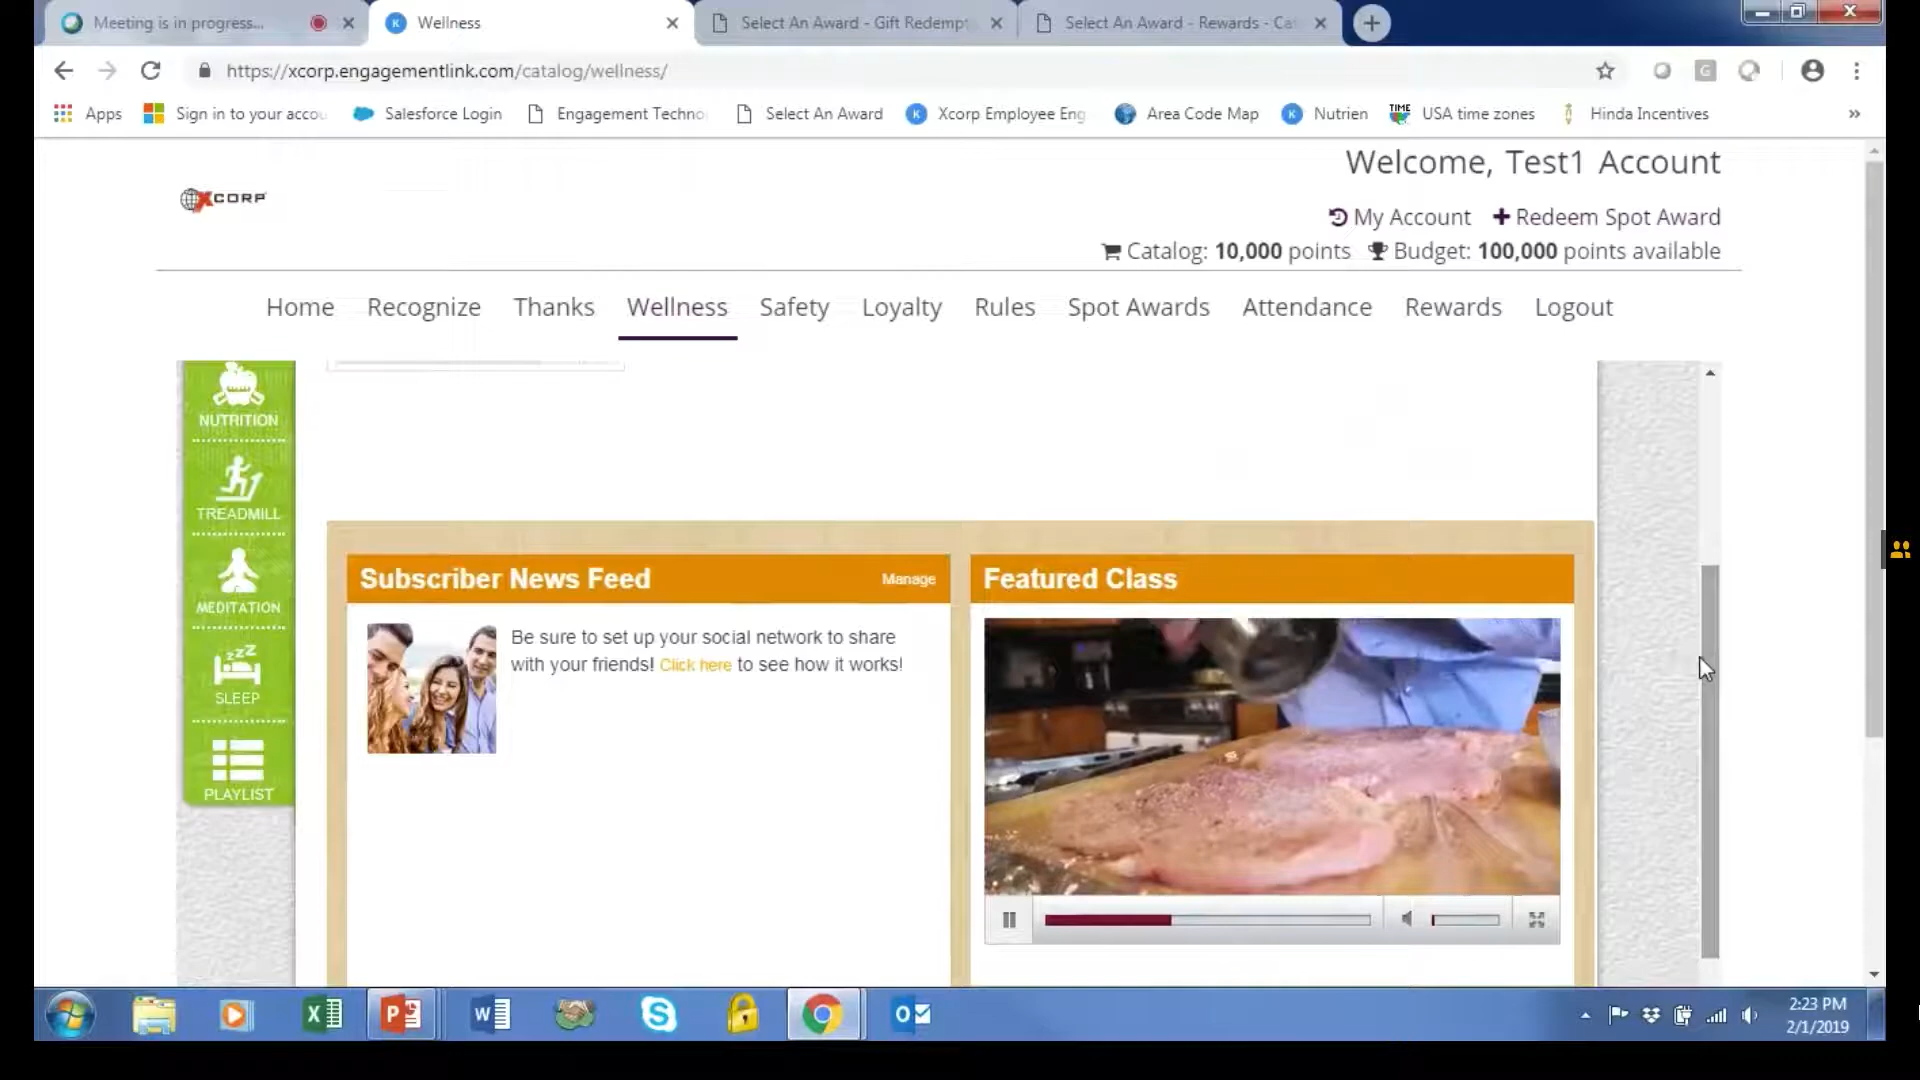 Meeting is in progress...
Wellness
Select An Award - Gift Redempt
Select An Award - Rewards - Cat
https://xcorp.engagementlink.com/catalog/wellness/
Apps
Sign in to your accou
Salesforce Login
Engagement Techno
Select An Award
Xcorp Employee Eng
Area Code Map
Nutrien
TIME
USA time zones
Hinda Incentives
»
XCORP
Welcome, Test1 Account
My Account
Redeem Spot Award
Catalog: 10,000 points
Budget: 100,000 points available
Home
Recognize
Thanks
Wellness
Safety
Loyalty
Rules
Spot Awards
Attendance
Rewards
Logout
NUTRITION
TREADMILL
MEDITATION
zzZ
SLEEP
PLAYLIST
Subscriber News Feed
Manage
Be sure to set up your social network to share
with your friends! Click here to see how it works!
Featured Class
2:23 PM
2/1/2019